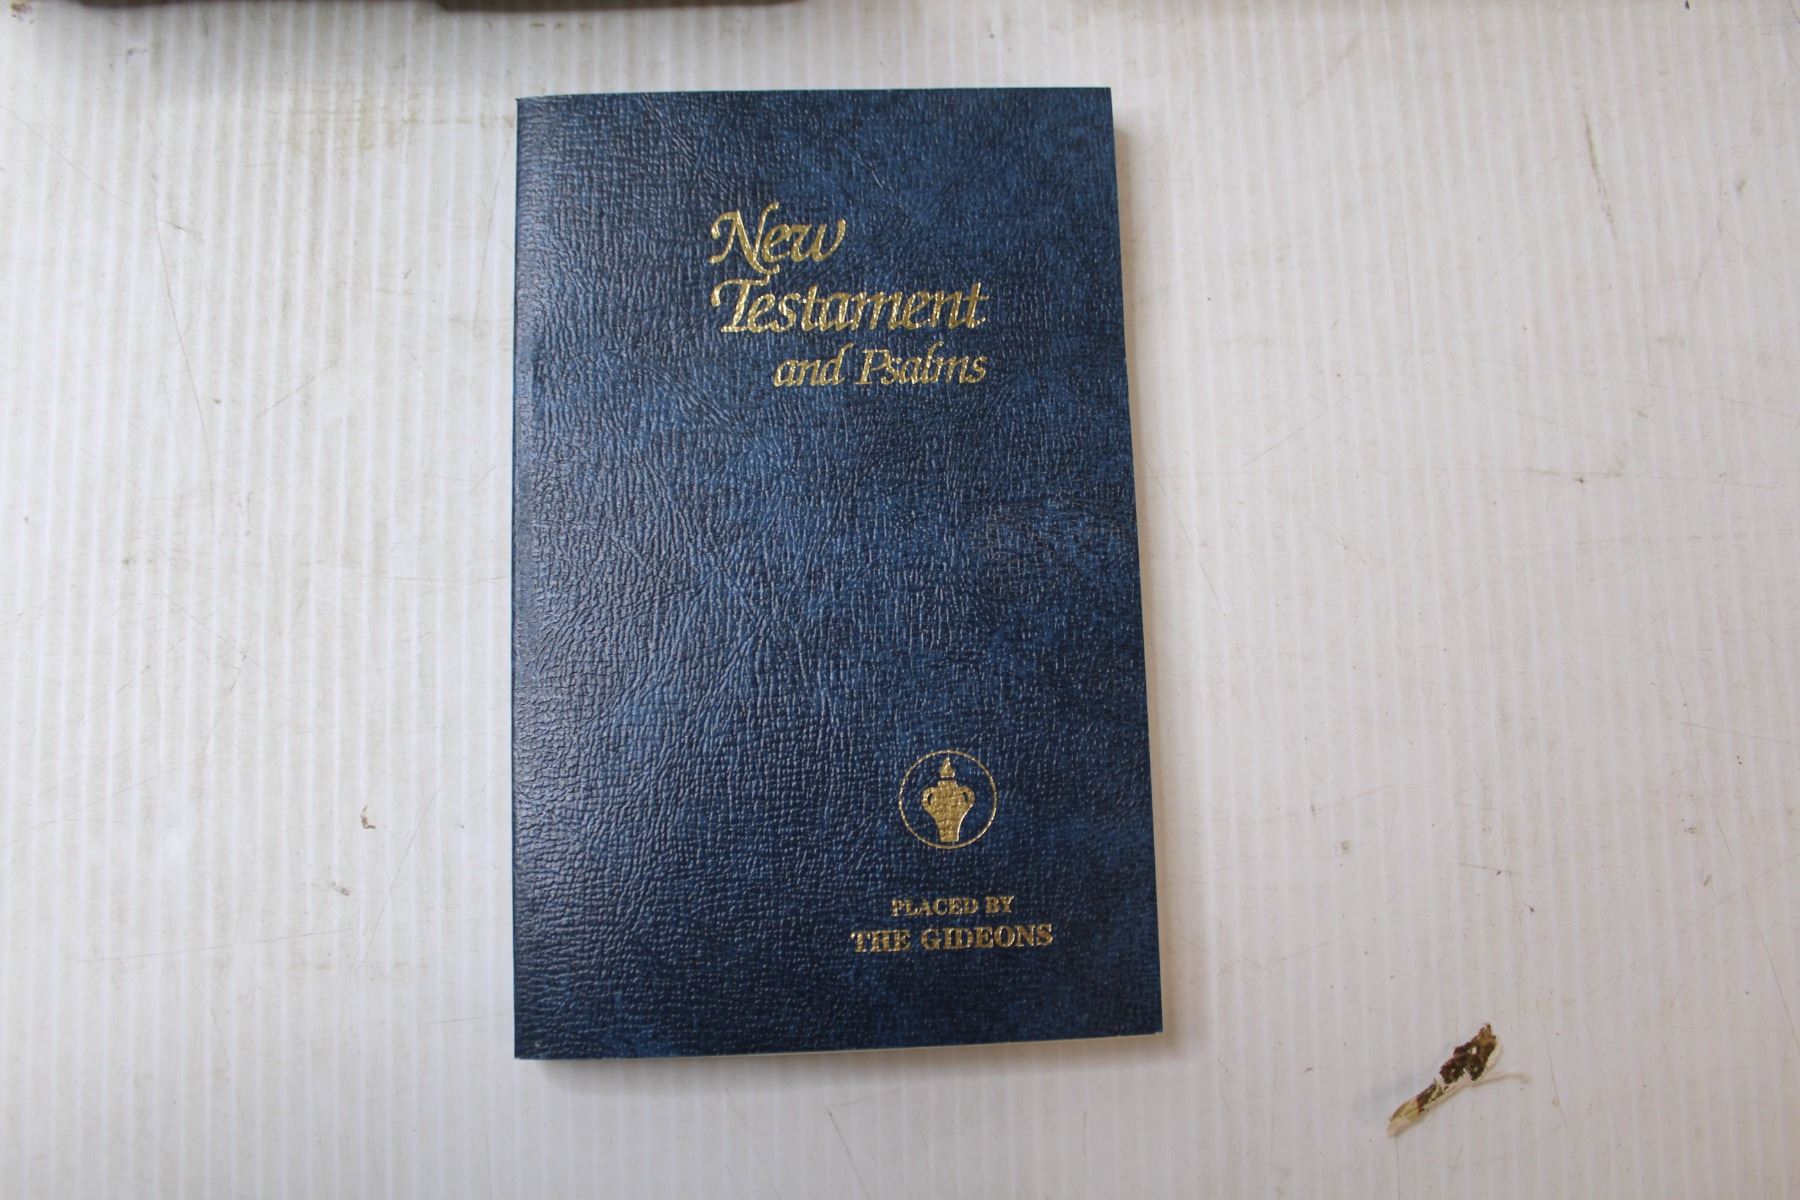 New
Testament
and Psalms
PLACED BY
THE GIDEONS